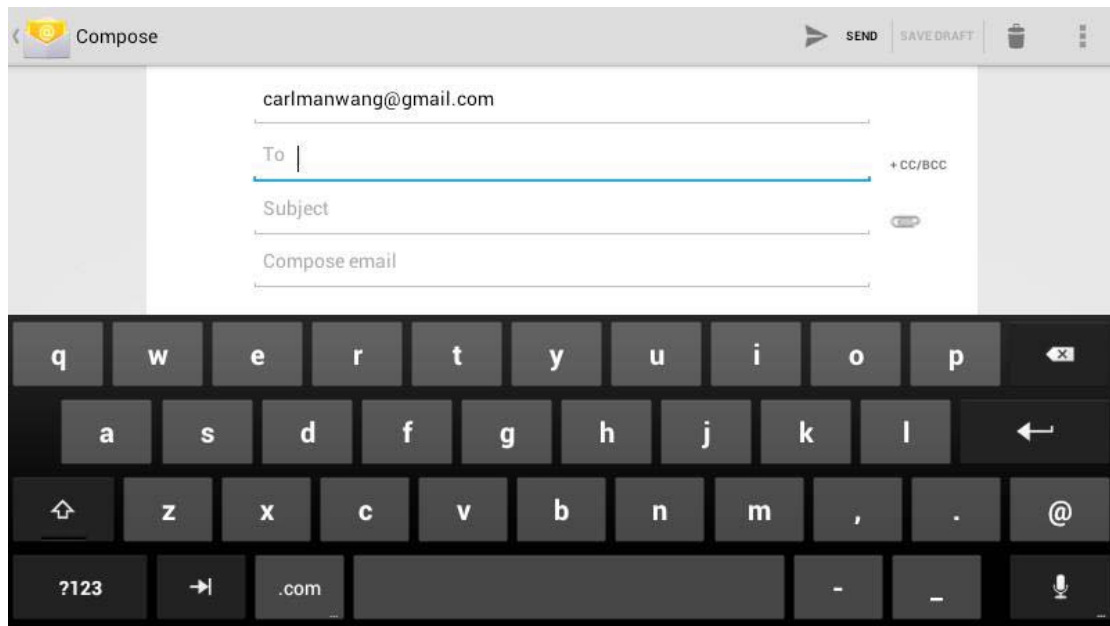 Compose SEND SAVE DRAFT
carlmanwang@gmail.com
To
+ CC/BCC
Subject
Compose email
q w e r t y u i o p
a s d f g h j k l
z x c v b n m , . @
?123 .com - _